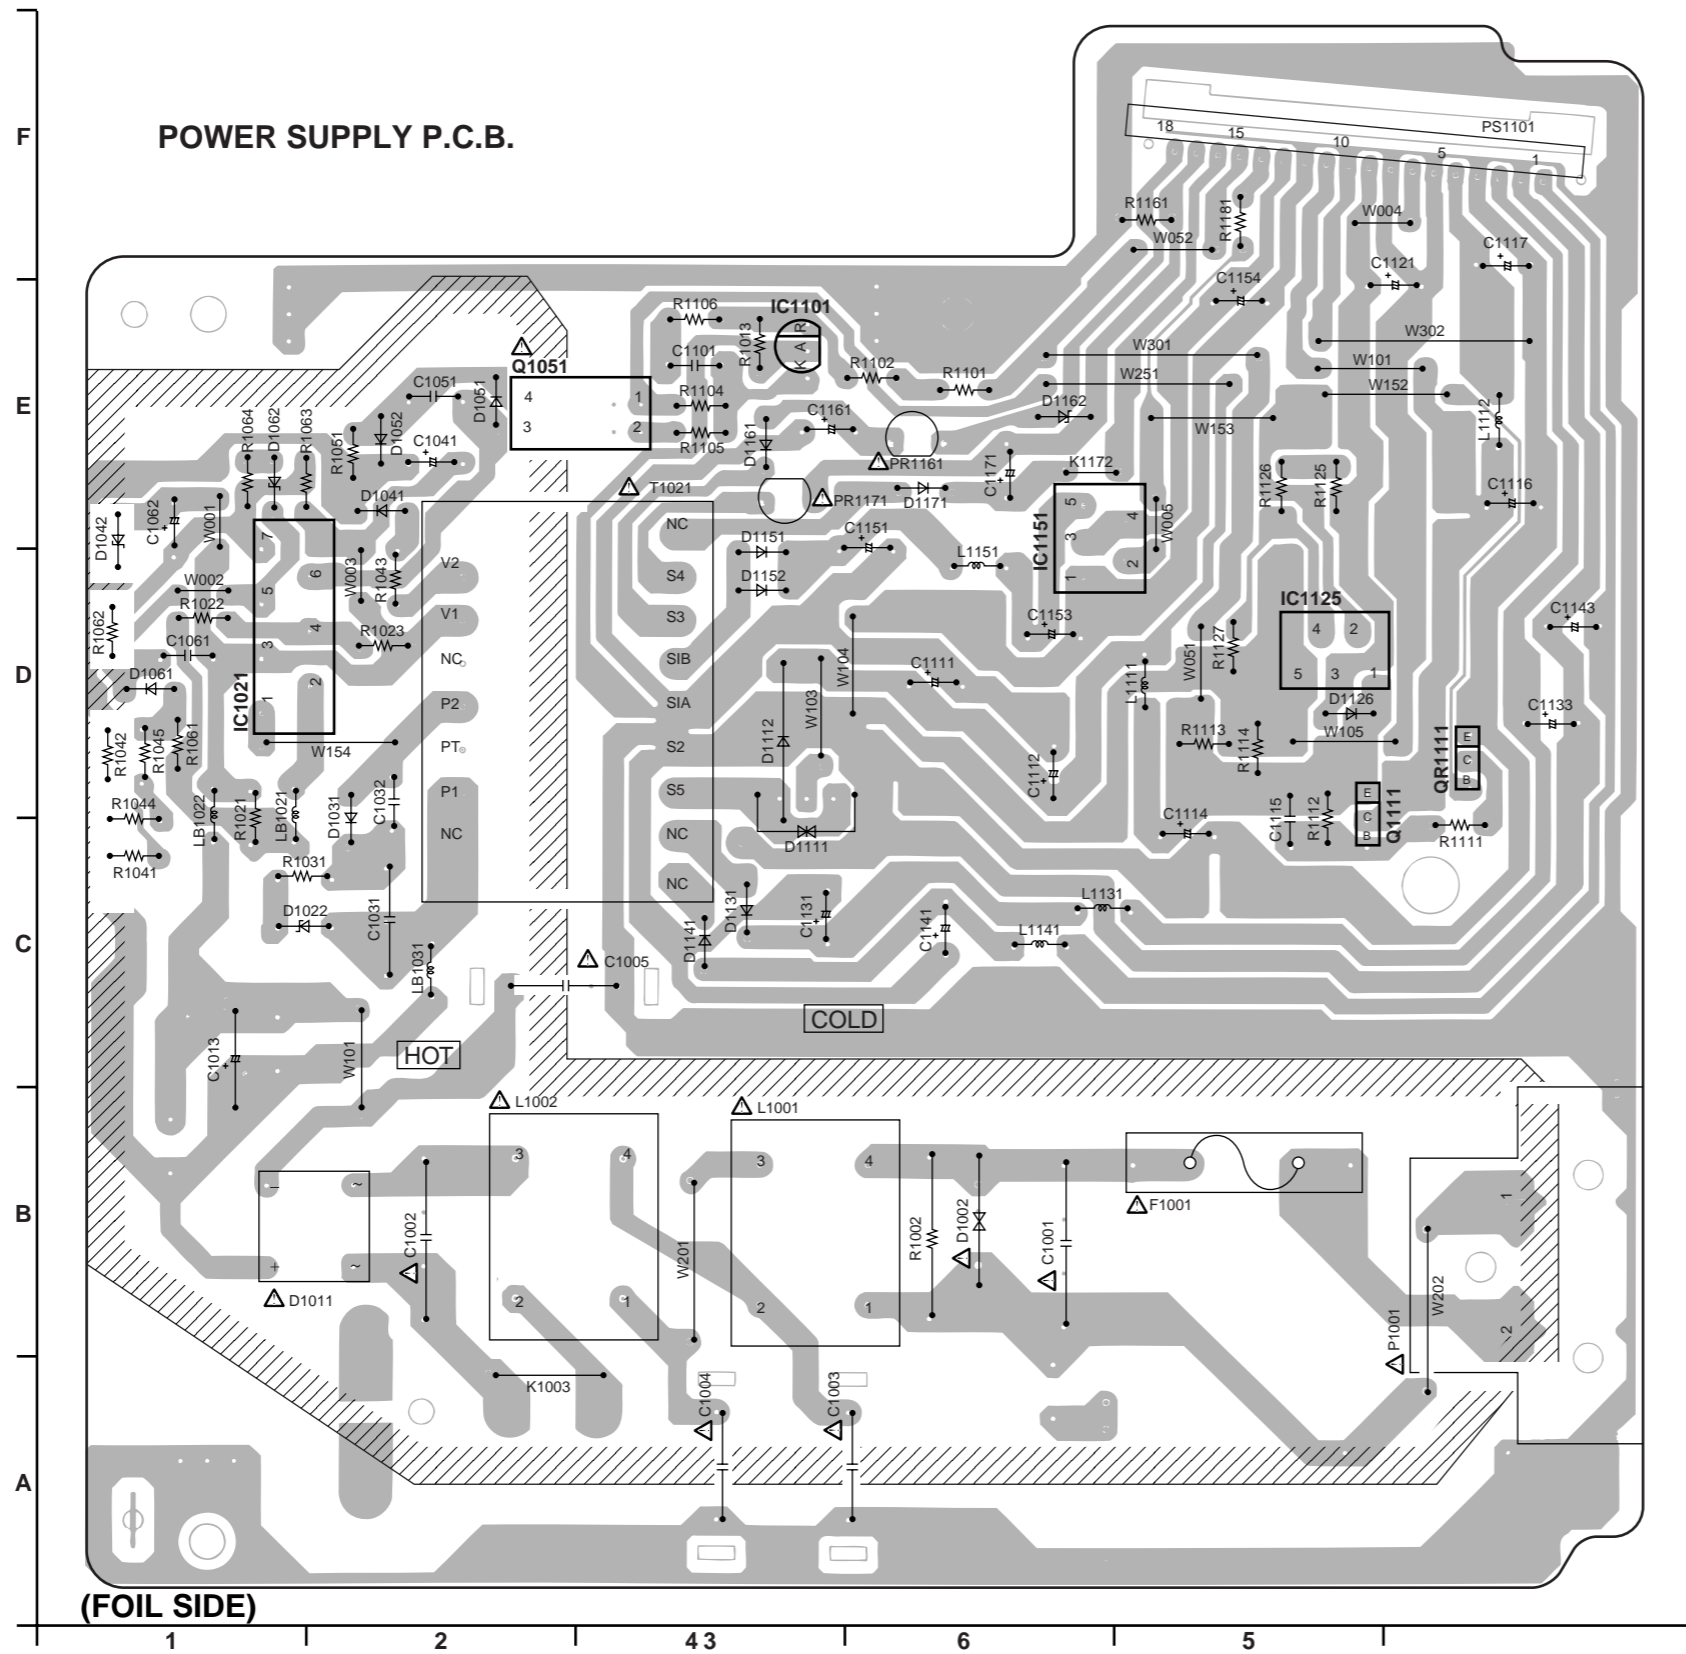 F
POWER SUPPLY P.C.B.
18
15
10
5
1
PS1101
R1161
R1181
W004
W052
C1117
C1121
C1154
R1106
IC1101
R1013
K A R
W302
W301
Q1051
C1101
R1102
W101
R1101
W251
W152
E
C1051
D1051
4
1
R1104
3
2
R1105
D1161
C1161
D1162
W153
L1112
R1064
D1062
R1063
R1051
D1052
C1041
PR1161
C1171
K1172
R1126
R1125
T1021
PR1171
D1171
C1116
D1042
C1062
W001
D1041
7
NC
C1151
5
4
3
2
1
IC1151
W005
D1151
L1151
V2
W003
R1043
6
5
S4
D1152
W002
R1022
IC1125
R1062
V1
S3
C1143
4
3
R1023
C1153
4
2
C1061
W104
W051
R1127
NC
SIB
D
D1061
2
1
IC1021
C1111
L1111
5
3
1
P2
SIA
W103
D1126
C1133
R1042
R1045
R1061
W154
PT
S2
D1112
R1113
R1114
W105
E
C
B
QR1111
C1112
P1
S5
LB1022
R1021
LB1021
D1031
C1032
R1044
C1114
C1115
R1112
E
C
B
Q1111
NC
NC
D1111
R1111
R1041
R1031
NC
D1022
C1031
D1131
C1131
L1131
C
D1141
C1141
L1141
LB1031
C1005
COLD
C1013
W101
HOT
L1002
L1001
3
4
3
4
B
–
~
C1002
W201
R1002
D1002
C1001
F1001
1
+
~
D1011
2
1
2
1
W202
2
P1001
K1003
C1004
C1003
A
(FOIL SIDE)
1
2
4 3
6
5